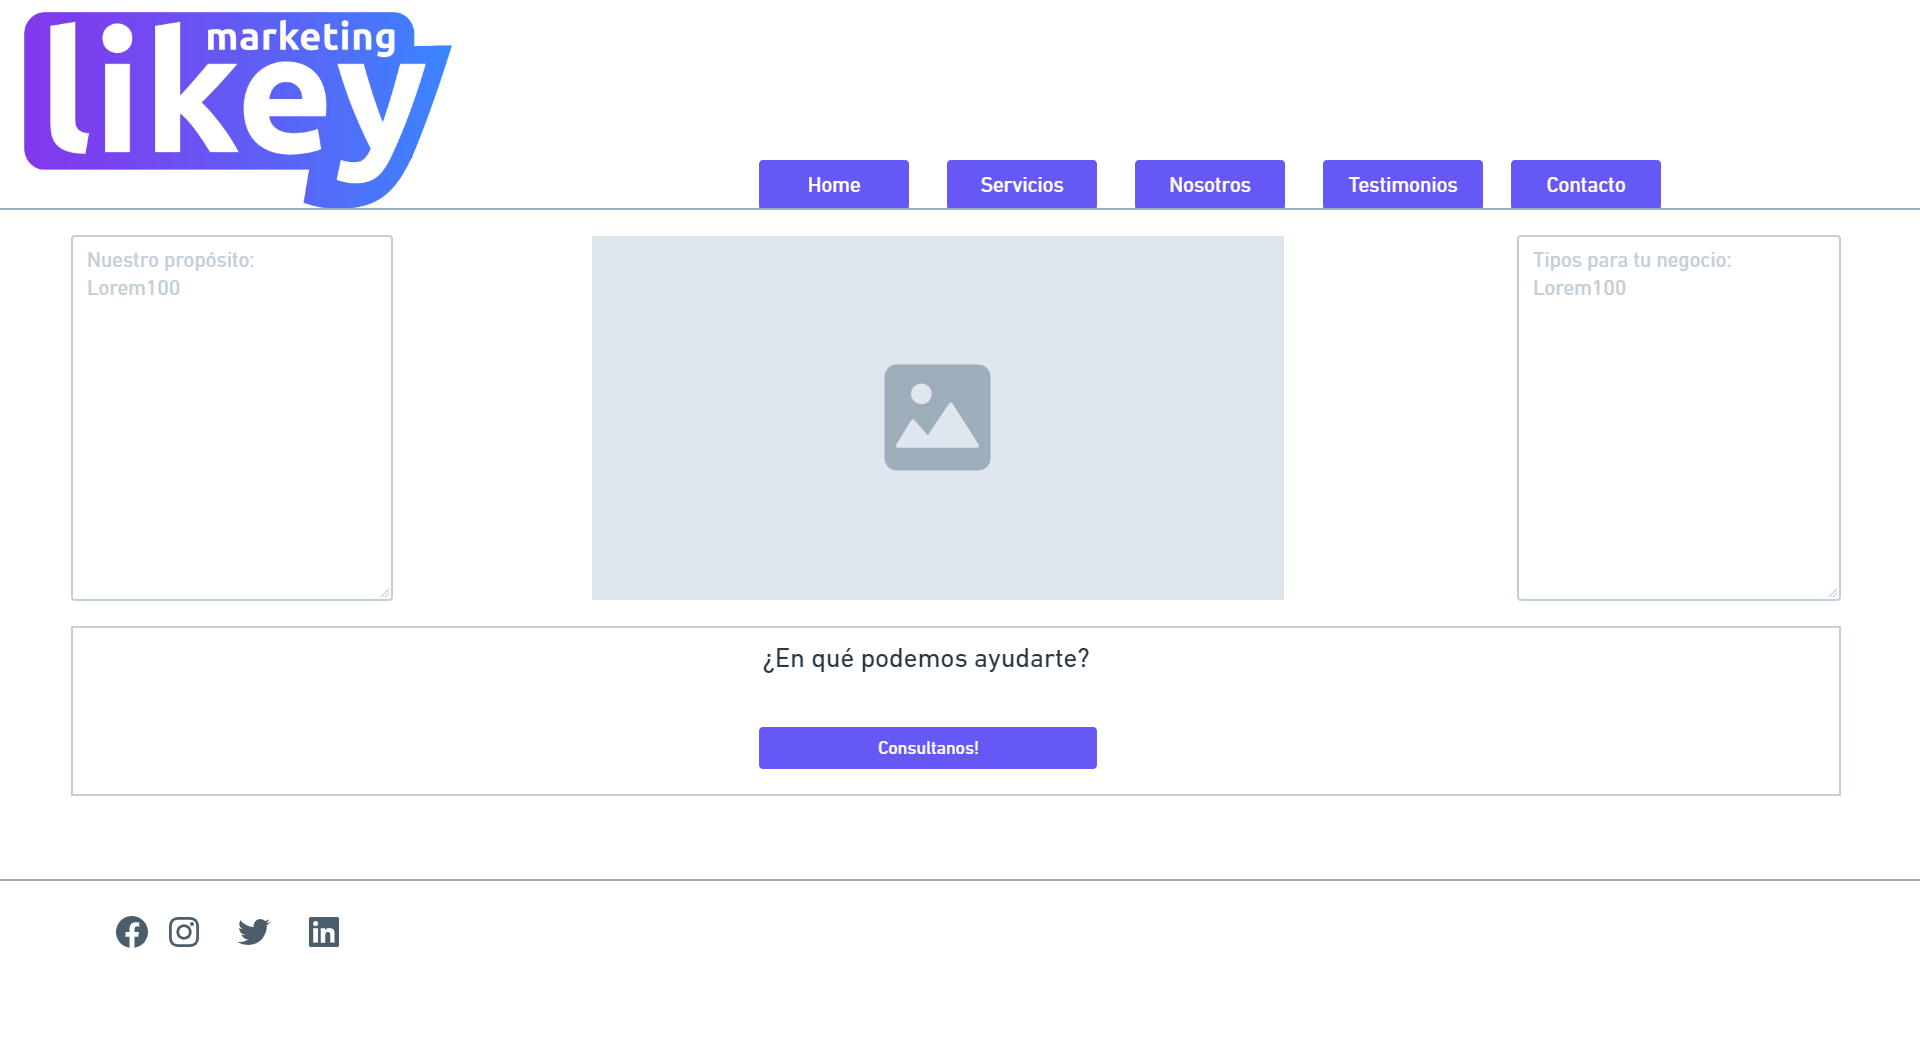 marketing
likey
Home
Servicios
Nosotros
Testimonios
Contacto
Nuestro propósito:
Lorem100
Tipos para tu negocio:
Lorem100
¿En qué podemos ayudarte?
Consultanos!